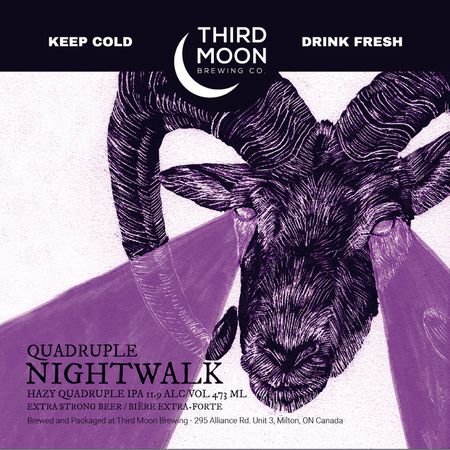 KEEP COLD
THIRD
MOON
BREWING CO.
DRINK FRESH
QUADRUPLE
NIGHTWALK
HAZY QUADRUPLE IPA 11.9 ALC/VOL 473 ML
EXTRA STRONG BEER / BIÈRE EXTRA-FORTE
Brewed and Packaged at Third Moon Brewing - 295 Alliance Rd. Unit 3, Milton, ON Canada